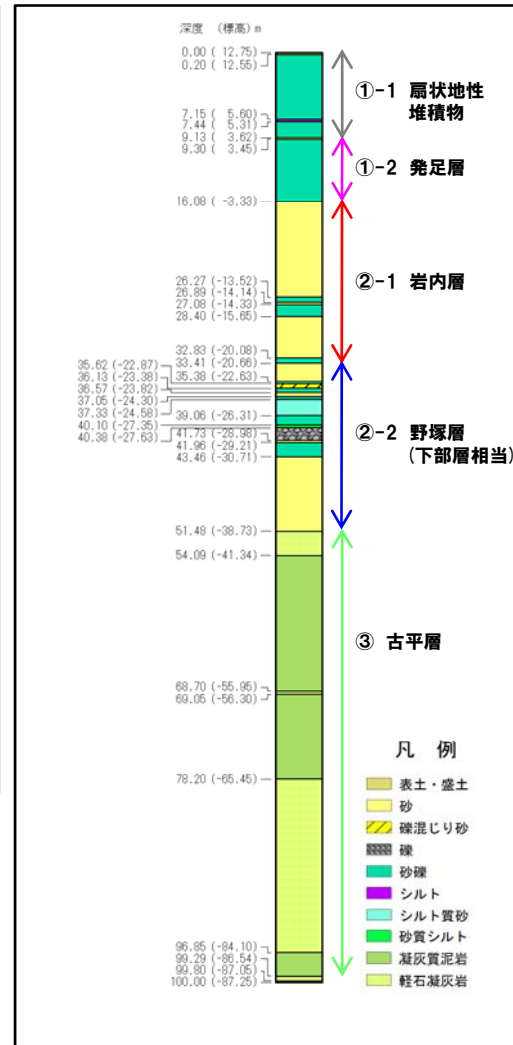 深度 (標高) m
0.00 ( 12.75)
0.20 ( 12.55)
7.15 ( 5.60)
7.44 ( 5.31)
9.13 ( 3.62)
9.30 ( 3.45)
16.08 ( -3.33)
26.27 (-13.52)
26.89 (-14.14)
27.08 (-14.33)
28.40 (-15.65)
32.83 (-20.08)
33.41 (-20.66)
35.38 (-22.63)
35.62 (-22.87)
36.13 (-23.38)
36.57 (-23.82)
37.05 (-24.30)
37.33 (-24.58)
39.06 (-26.31)
40.10 (-27.35)
40.38 (-27.63)
41.73 (-28.98)
41.96 (-29.21)
43.46 (-30.71)
51.48 (-38.73)
54.09 (-41.34)
68.70 (-55.95)
69.05 (-56.30)
78.20 (-65.45)
96.85 (-84.10)
99.29 (-86.54)
99.80 (-87.05)
100.00 (-87.25)
①-1 扇状地性
堆積物
①-2 発足層
②-1 岩内層
②-2 野塚層
(下部層相当)
③ 古平層
凡 例
表土・盛土
砂
礫混じり砂
礫
砂礫
シルト
シルト質砂
砂質シルト
凝灰質泥岩
軽石凝灰岩